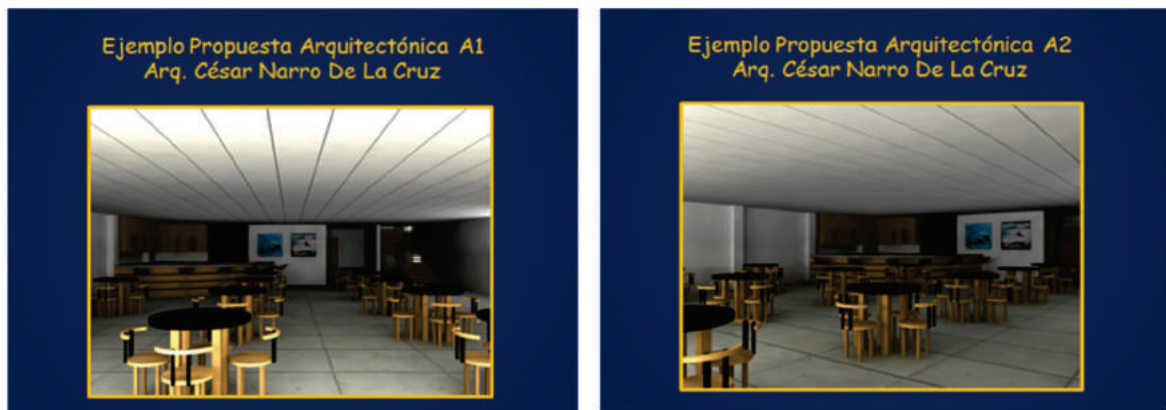 Ejemplo Propuesta Arquitectónica A1
Arq. César Narro De La Cruz
Ejemplo Propuesta Arquitectónica A2
Arq. César Narro De La Cruz